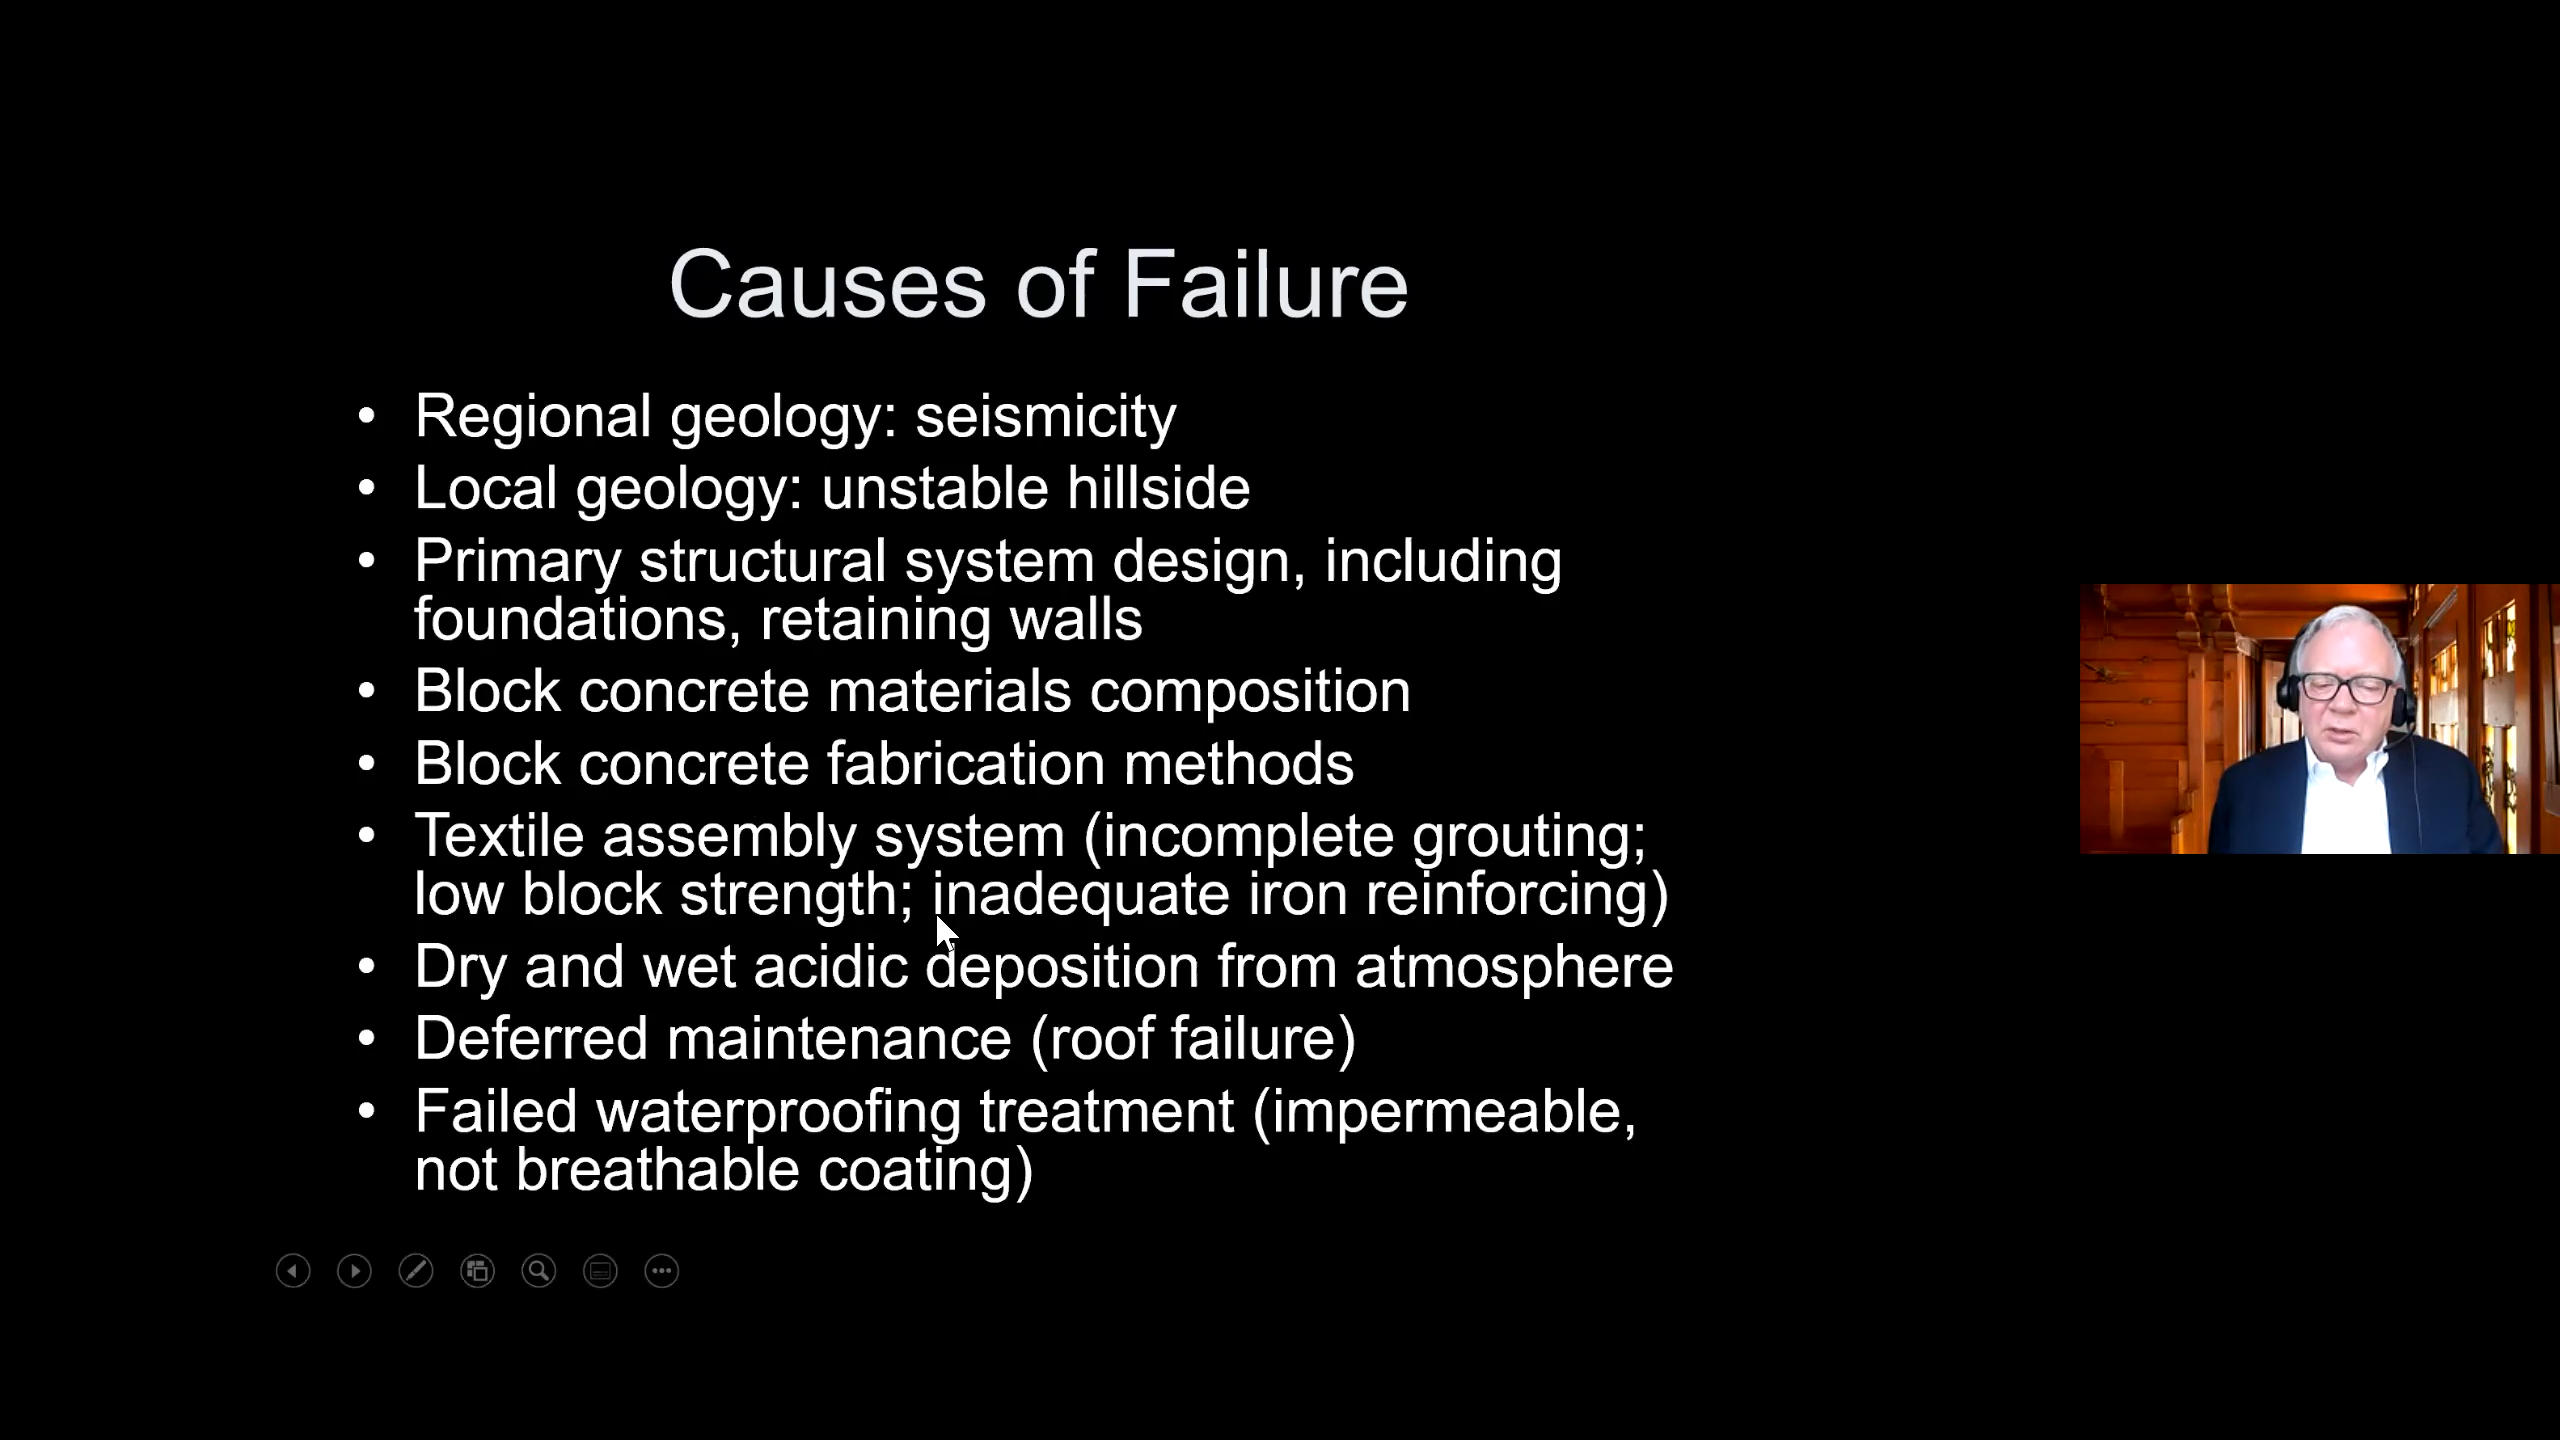 Causes of Failure
• Regional geology: seismicity
• Local geology: unstable hillside
• Primary structural system design, including
foundations, retaining walls
• Block concrete materials composition
• Block concrete fabrication methods
• Textile assembly system (incomplete grouting;
low block strength; inadequate iron reinforcing)
• Dry and wet acidic deposition from atmosphere
• Deferred maintenance (roof failure)
• Failed waterproofing treatment (impermeable,
not breathable coating)